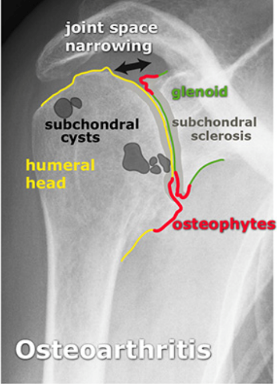 joint space
narrowing
glenoid
subchondral
cysts
subchondral
sclerosis
humeral
head
osteophytes
Osteoarthritis